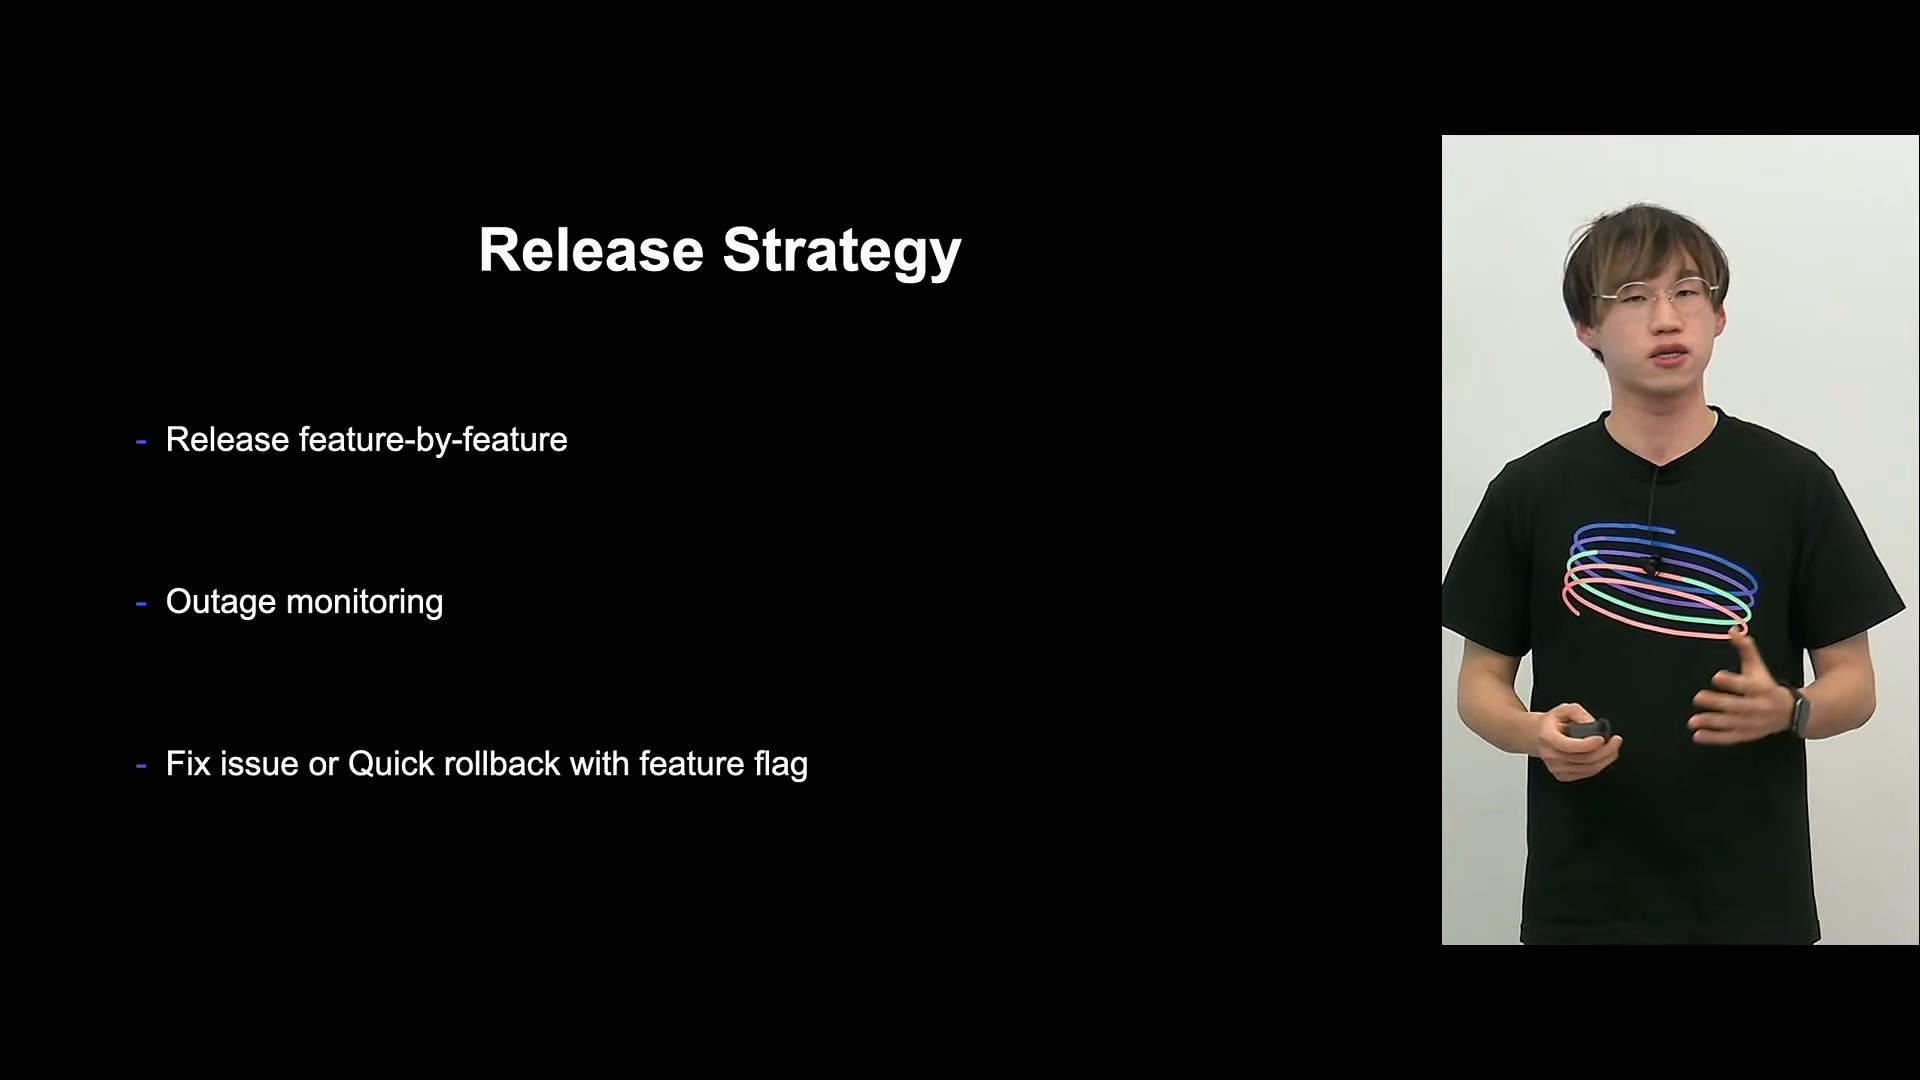 Release Strategy
- Release feature-by-feature
- Outage monitoring
- Fix issue or Quick rollback with feature flag